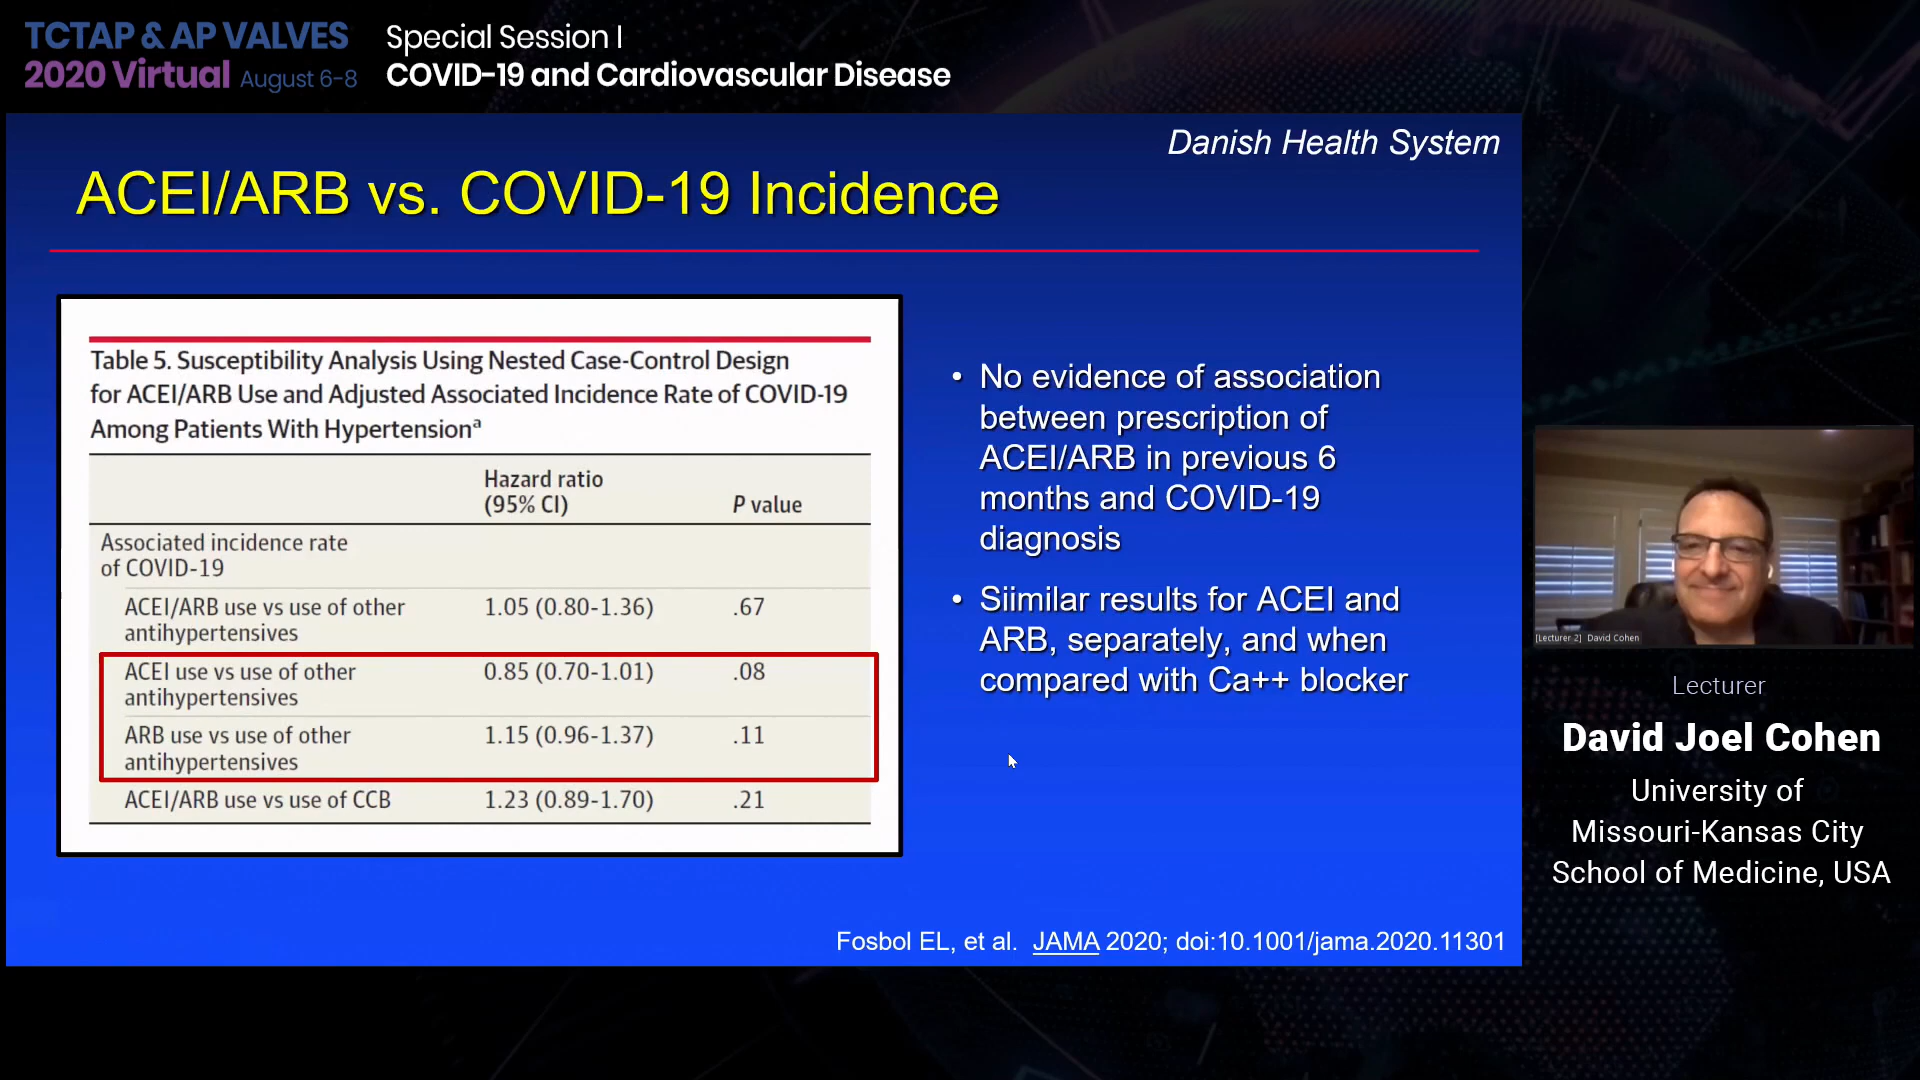 TCTAP & AP VALVES
2020 Virtual August 6-8
Special Session I
COVID-19 and Cardiovascular Disease
Danish Health System
ACEI/ARB vs. COVID-19 Incidence
Table 5. Susceptibility Analysis Using Nested Case-Control Design
for ACEI/ARB Use and Adjusted Associated Incidence Rate of COVID-19
Among Patients With Hypertensionᵃ
Hazard ratio
(95% CI)
P value
Associated incidence rate
of COVID-19
ACEI/ARB use vs use of other
antihypertensives
1.05 (0.80-1.36)
.67
ACEI use vs use of other
antihypertensives
0.85 (0.70-1.01)
.08
ARB use vs use of other
antihypertensives
1.15 (0.96-1.37)
.11
ACEI/ARB use vs use of CCB
1.23 (0.89-1.70)
.21
• No evidence of association
between prescription of
ACEI/ARB in previous 6
months and COVID-19
diagnosis
• Siimilar results for ACEI and
ARB, separately, and when
compared with Ca++ blocker
Fosbol EL, et al. JAMA 2020; doi:10.1001/jama.2020.11301
[Lecturer 2] David Cohen
Lecturer
David Joel Cohen
University of
Missouri-Kansas City
School of Medicine, USA